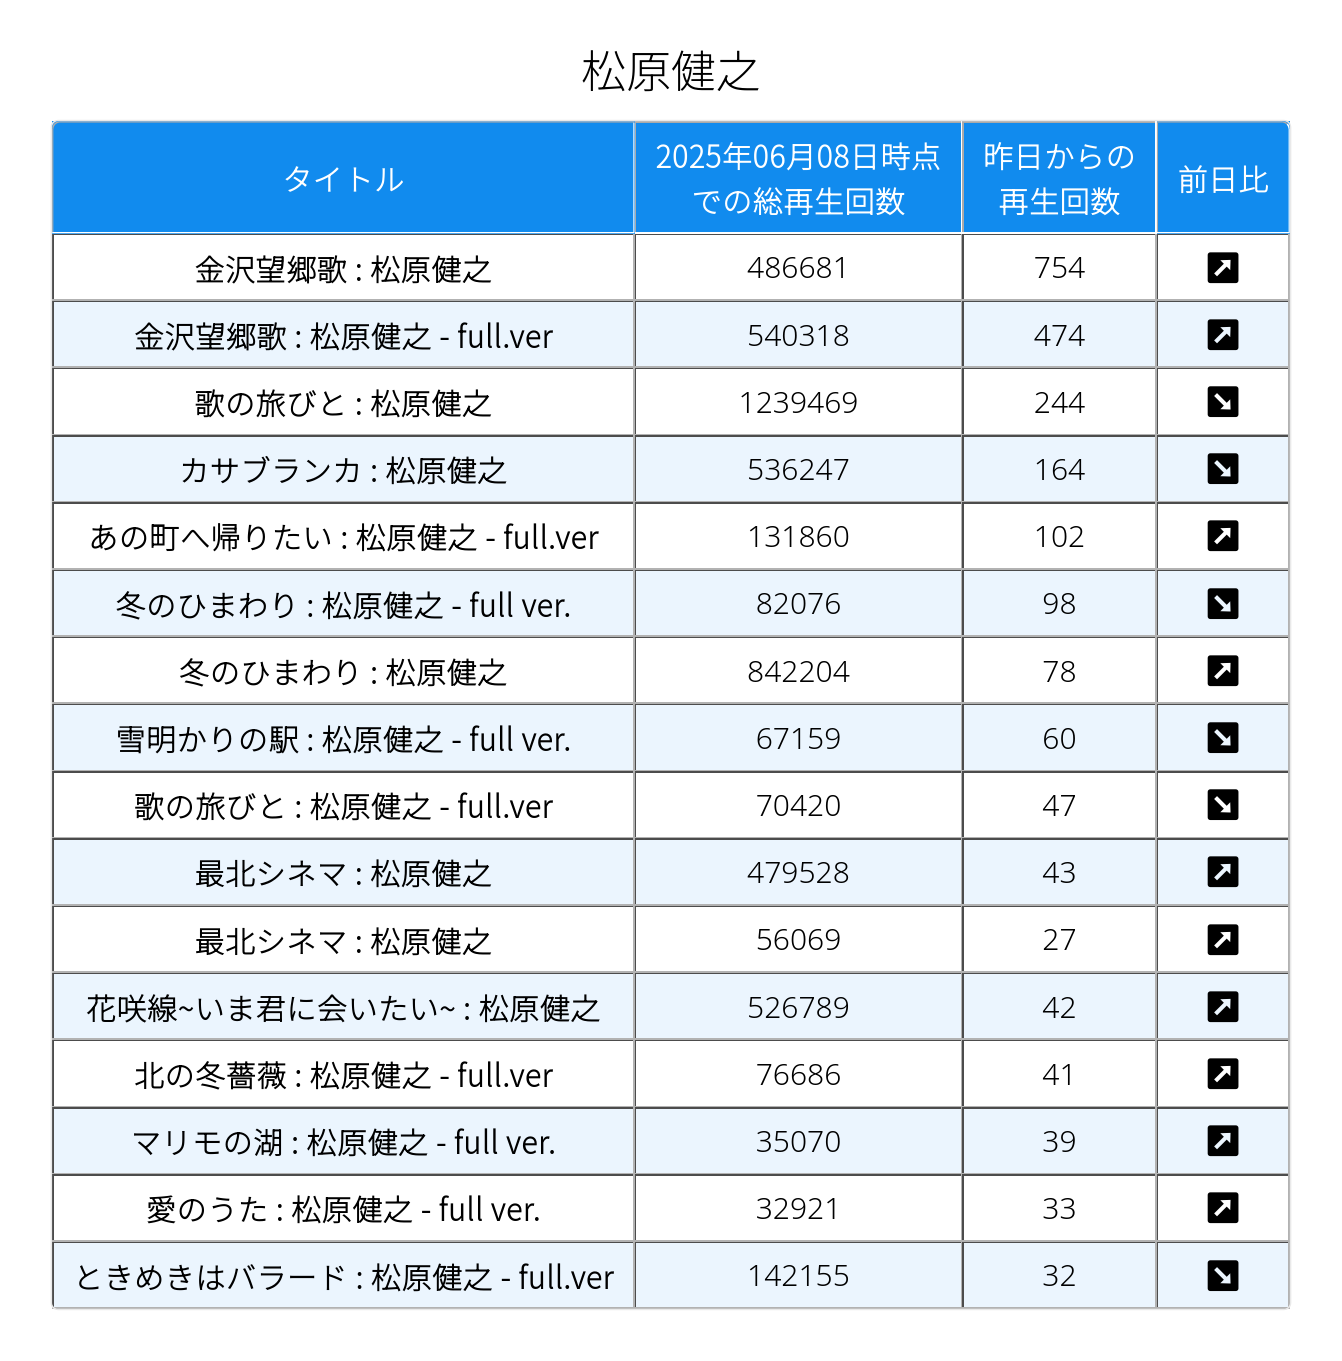 松原健之
タイトル
2025年06月08日時点
での総再生回数
昨日からの
再生回数
前日比
金沢望郷歌 : 松原健之 486681 754
金沢望郷歌 : 松原健之 - full.ver 540318 474
歌の旅びと : 松原健之 1239469 244
カサブランカ : 松原健之 536247 164
あの町へ帰りたい : 松原健之 - full.ver 131860 102
冬のひまわり : 松原健之 - full ver. 82076 98
冬のひまわり : 松原健之 842204 78
雪明かりの駅 : 松原健之 - full ver. 67159 60
歌の旅びと : 松原健之 - full.ver 70420 47
最北シネマ : 松原健之 479528 43
最北シネマ : 松原健之 56069 27
花咲線~いま君に会いたい~ : 松原健之 526789 42
北の冬薔薇 : 松原健之 - full.ver 76686 41
マリモの湖 : 松原健之 - full ver. 35070 39
愛のうた : 松原健之 - full ver. 32921 33
ときめきはバラード : 松原健之 - full.ver 142155 32